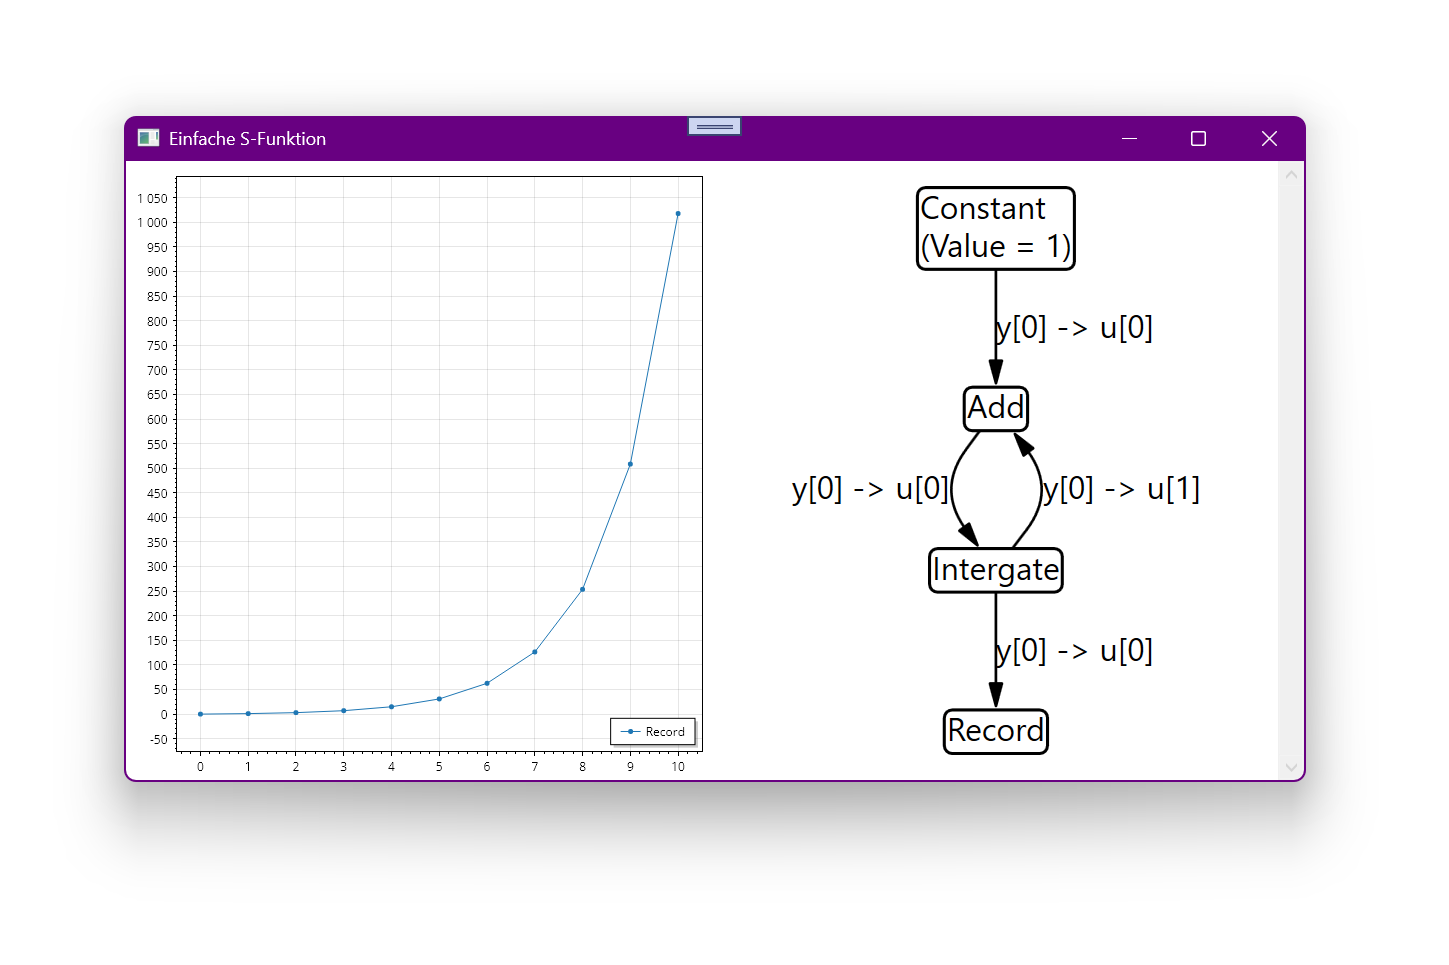 Einfache S-Funktion
1 050
1 000
950
900
850
800
750
700
650
600
550
500
450
400
350
300
250
200
150
100
50
0
-50
0 1 2 3 4 5 6 7 8 9 10
Record
Constant
(Value = 1)
y[0] -> u[0]
Add
y[0] -> u[0]
y[0] -> u[1]
Intergate
y[0] -> u[0]
Record